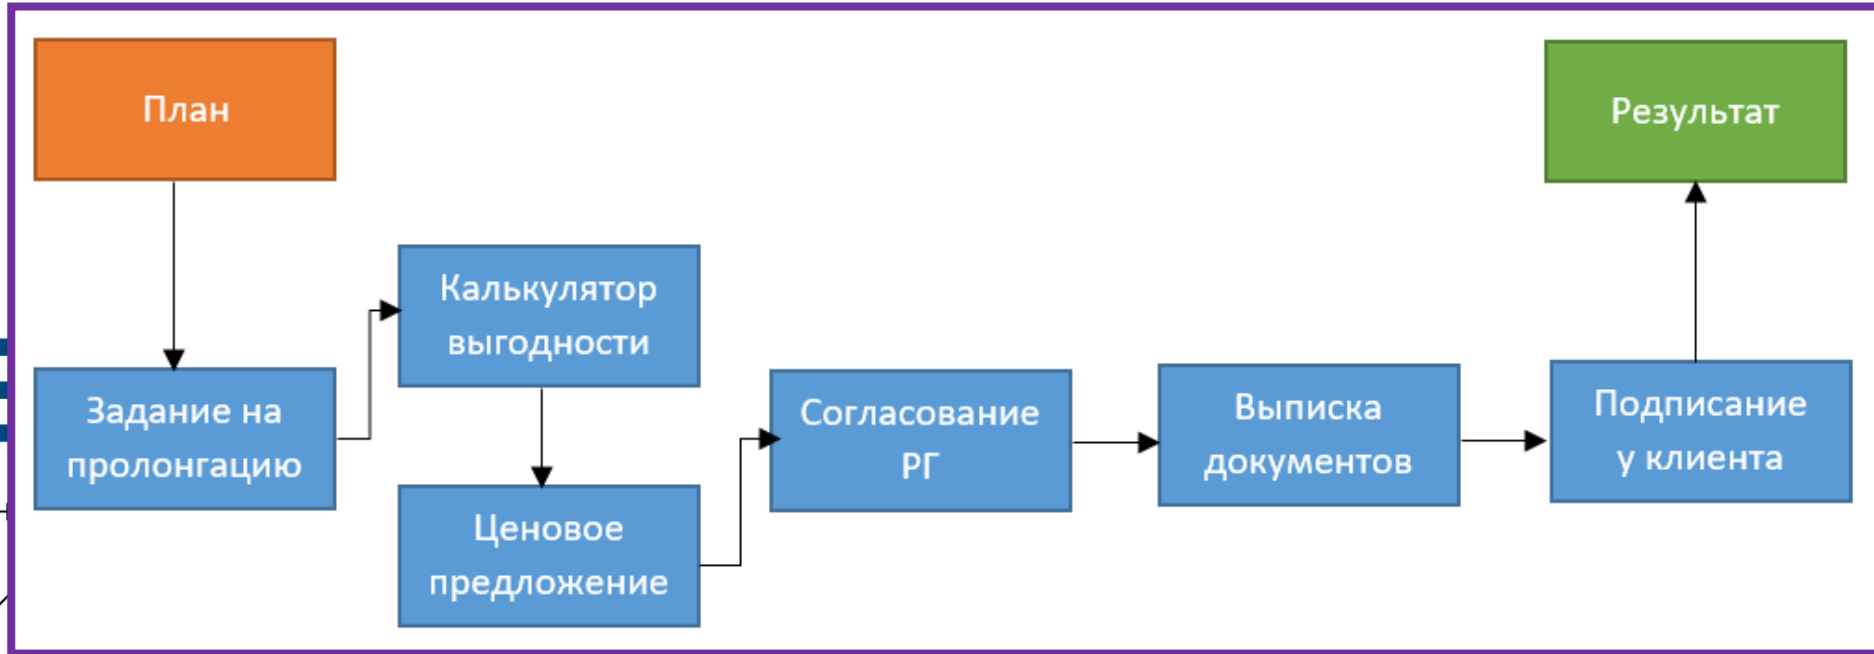 План
Результат
Калькулятор
выгодности
Задание на
пролонгацию
Ценовое
предложение
Согласование
РГ
Выписка
документов
Подписание
у клиента